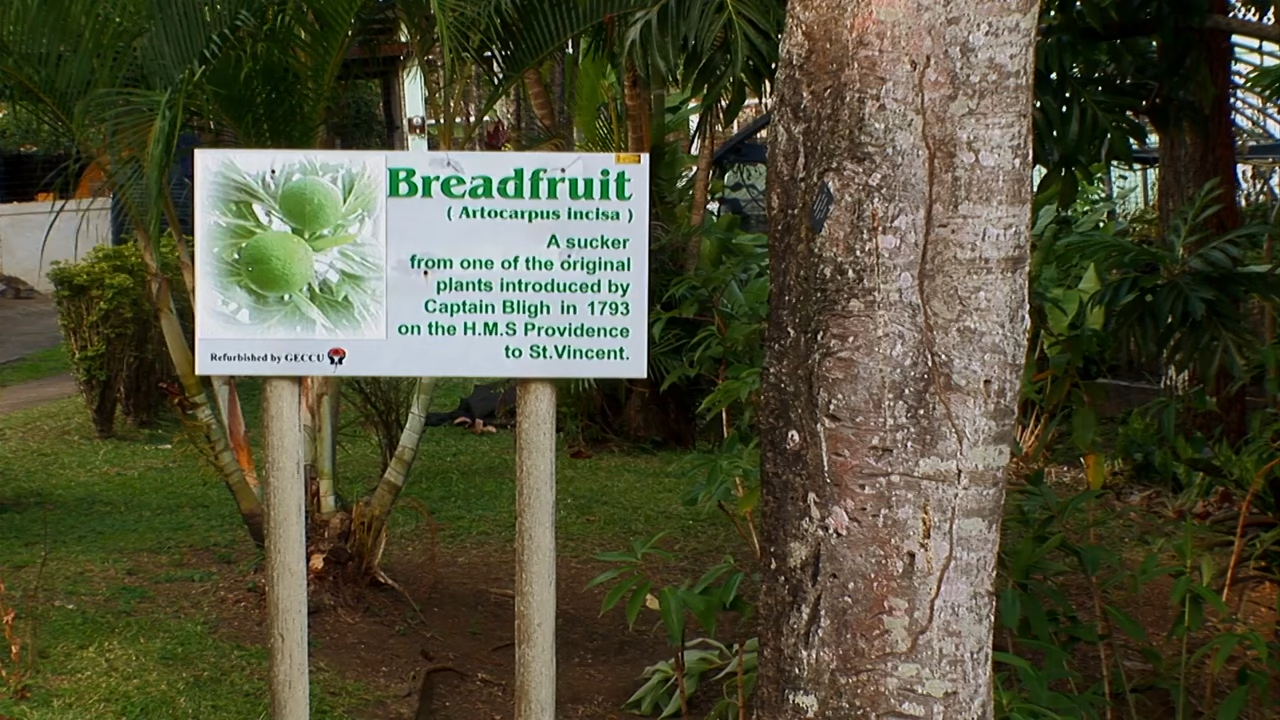 Breadfruit
( Artocarpus incisa )
A sucker
from one of the original
plants introduced by
Captain Bligh in 1793
on the H.M.S Providence
to St.Vincent.
Refurbished by GECCU